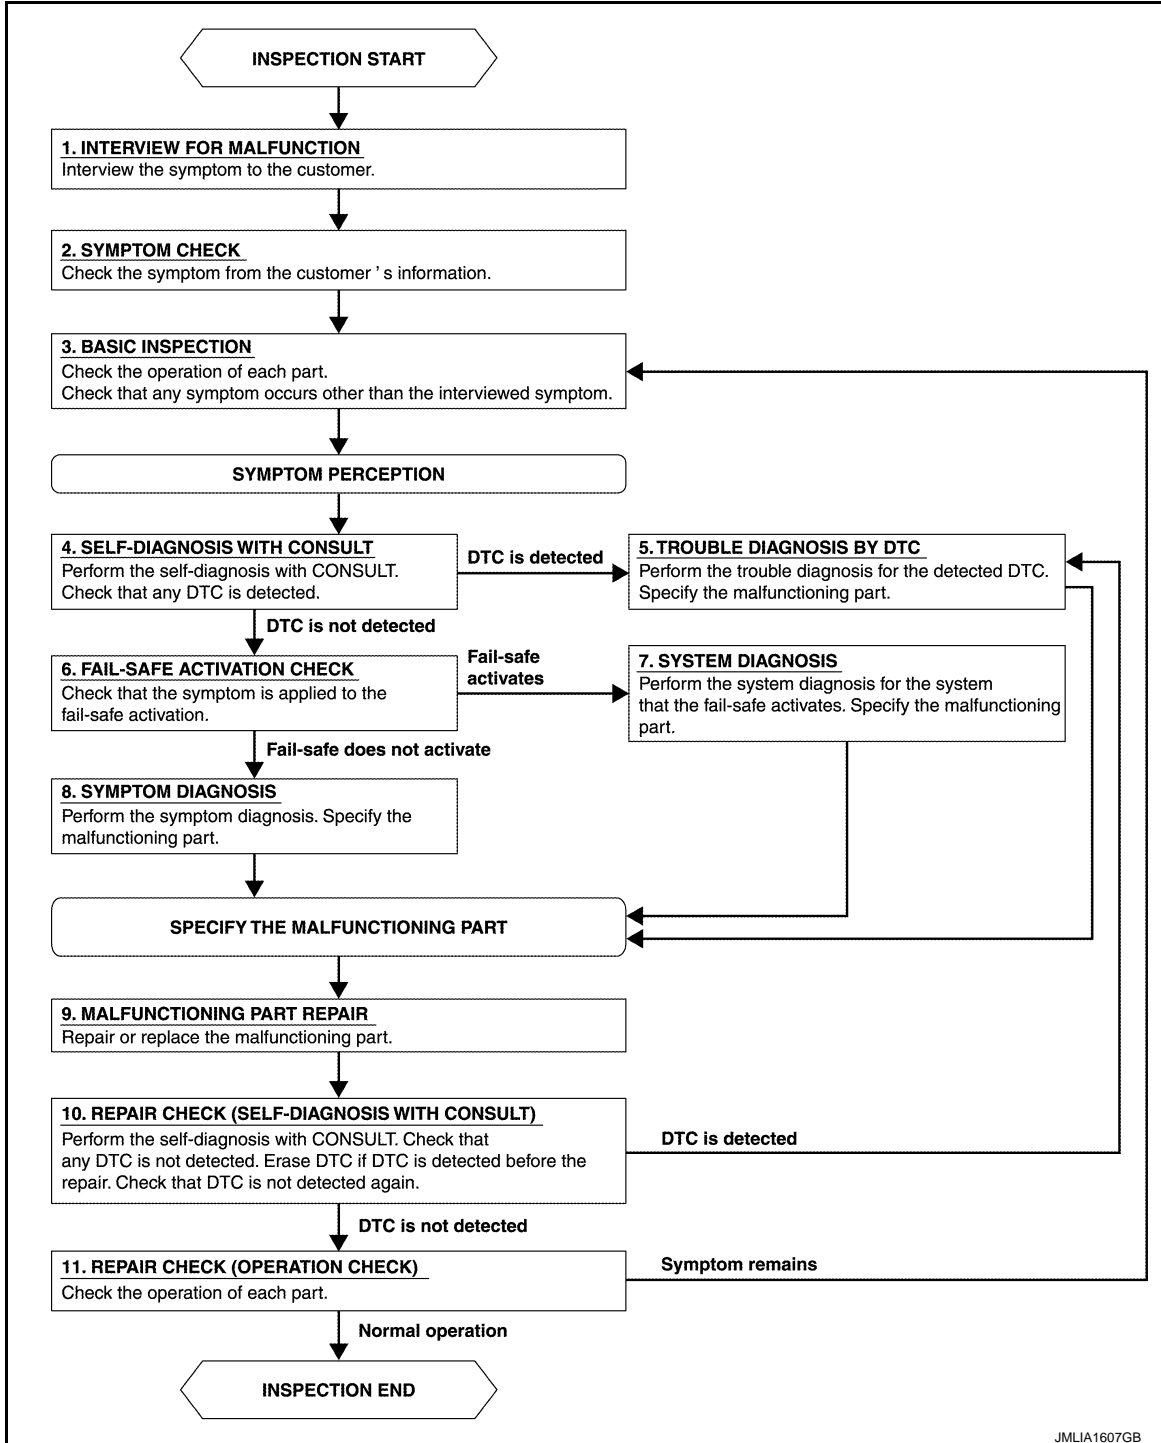 INSPECTION START
1. INTERVIEW FOR MALFUNCTION
Interview the symptom to the customer.
2. SYMPTOM CHECK
Check the symptom from the customer ' s information.
3. BASIC INSPECTION
Check the operation of each part.
Check that any symptom occurs other than the interviewed symptom.
SYMPTOM PERCEPTION
4. SELF-DIAGNOSIS WITH CONSULT
Perform the self-diagnosis with CONSULT.
Check that any DTC is detected.
DTC is detected
5. TROUBLE DIAGNOSIS BY DTC
Perform the trouble diagnosis for the detected DTC.
Specify the malfunctioning part.
DTC is not detected
6. FAIL-SAFE ACTIVATION CHECK
Check that the symptom is applied to the
fail-safe activation.
Fail-safe
activates
7. SYSTEM DIAGNOSIS
Perform the system diagnosis for the system
that the fail-safe activates. Specify the malfunctioning
part.
Fail-safe does not activate
8. SYMPTOM DIAGNOSIS
Perform the symptom diagnosis. Specify the
malfunctioning part.
SPECIFY THE MALFUNCTIONING PART
9. MALFUNCTIONING PART REPAIR
Repair or replace the malfunctioning part.
10. REPAIR CHECK (SELF-DIAGNOSIS WITH CONSULT)
Perform the self-diagnosis with CONSULT. Check that
any DTC is not detected. Erase DTC if DTC is detected before the
repair. Check that DTC is not detected again.
DTC is detected
DTC is not detected
11. REPAIR CHECK (OPERATION CHECK)
Check the operation of each part.
Symptom remains
Normal operation
INSPECTION END
JMLIA1607GB